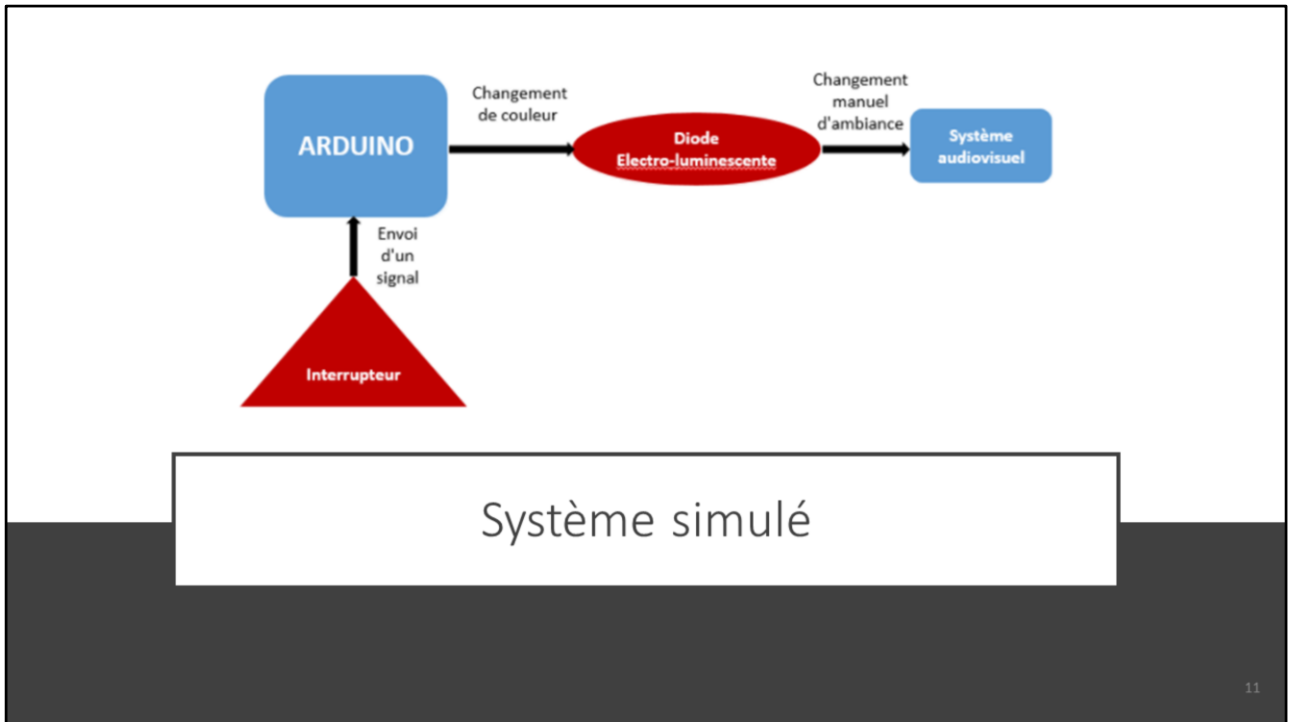 ARDUINO
Changement
de couleur
Diode
Electro-luminescente
Changement
manuel
d'ambiance
Système
audiovisuel
Envoi
d'un
signal
Interrupteur
Système simulé
11